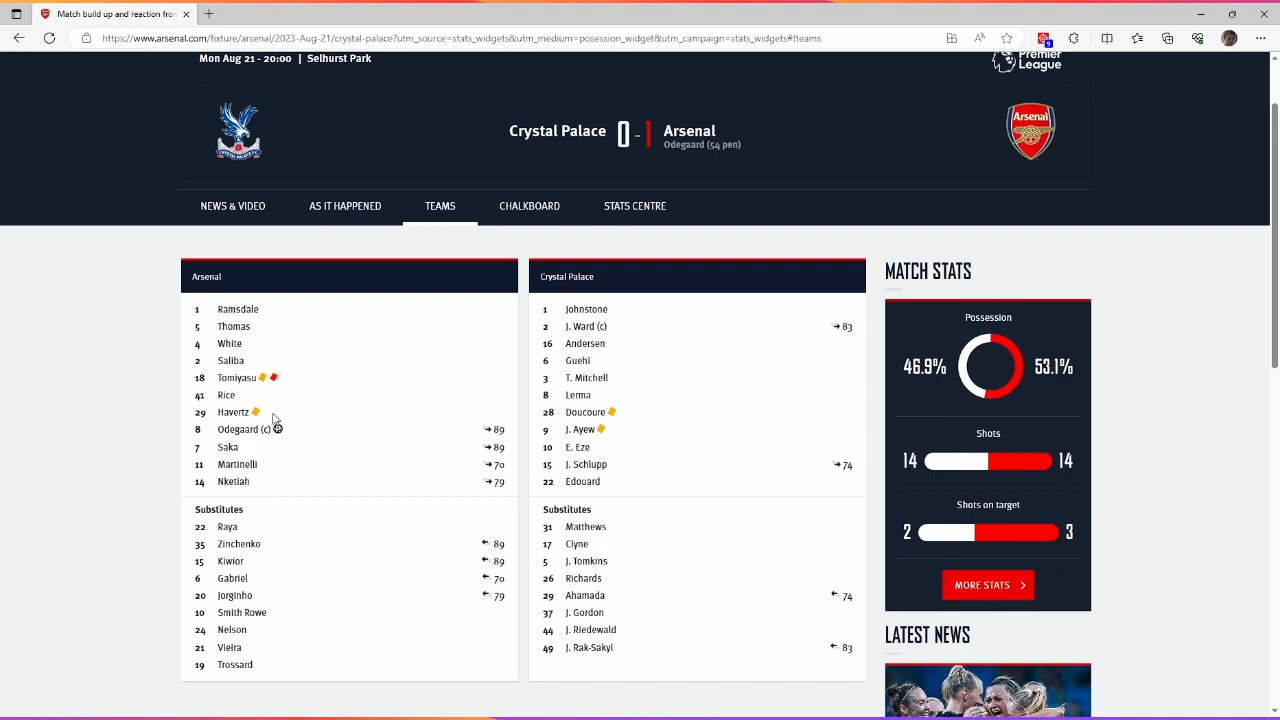 Match build up and reaction from
https://www.arsenal.com/fixture/arsenal/2023-Aug-21/crystal-palace?utm_source=stats_widgets&utm_medium=posession_widget&utm_campaign=stats_widgets#lteams
9
Mon Aug 21 - 20:00 | Selhurst Park
Premier
League
CRYSTAL PALACE F.C.
Crystal Palace 0 - 1 Arsenal
Odegaard (54 pen)
Arsenal
NEWS & VIDEO AS IT HAPPENED TEAMS CHALKBOARD STATS CENTRE
Arsenal
1 Ramsdale
5 Thomas
4 White
2 Saliba
18 Tomiyasu
41 Rice
29 Havertz
8 Odegaard (c) 89
7 Saka 89
11 Martinelli 70
14 Nketiah 79
Substitutes
22 Raya
35 Zinchenko 89
15 Kiwior 89
6 Gabriel 70
20 Jorginho 79
10 Smith Rowe
24 Nelson
21 Vieira
19 Trossard
Crystal Palace
1 Johnstone
2 J. Ward (c) 83
16 Andersen
6 Guehi
3 T. Mitchell
8 Lerma
28 Doucoure
9 J. Ayew
10 E. Eze
15 J. Schlupp 74
22 Edouard
Substitutes
31 Matthews
17 Clyne
5 J. Tomkins
26 Richards
29 Ahamada 74
37 J. Gordon
44 J. Riedewald
49 J. Rak-Sakyi 83
MATCH STATS
Possession
46.9% 53.1%
Shots
14 14
Shots on target
2 3
MORE STATS
LATEST NEWS